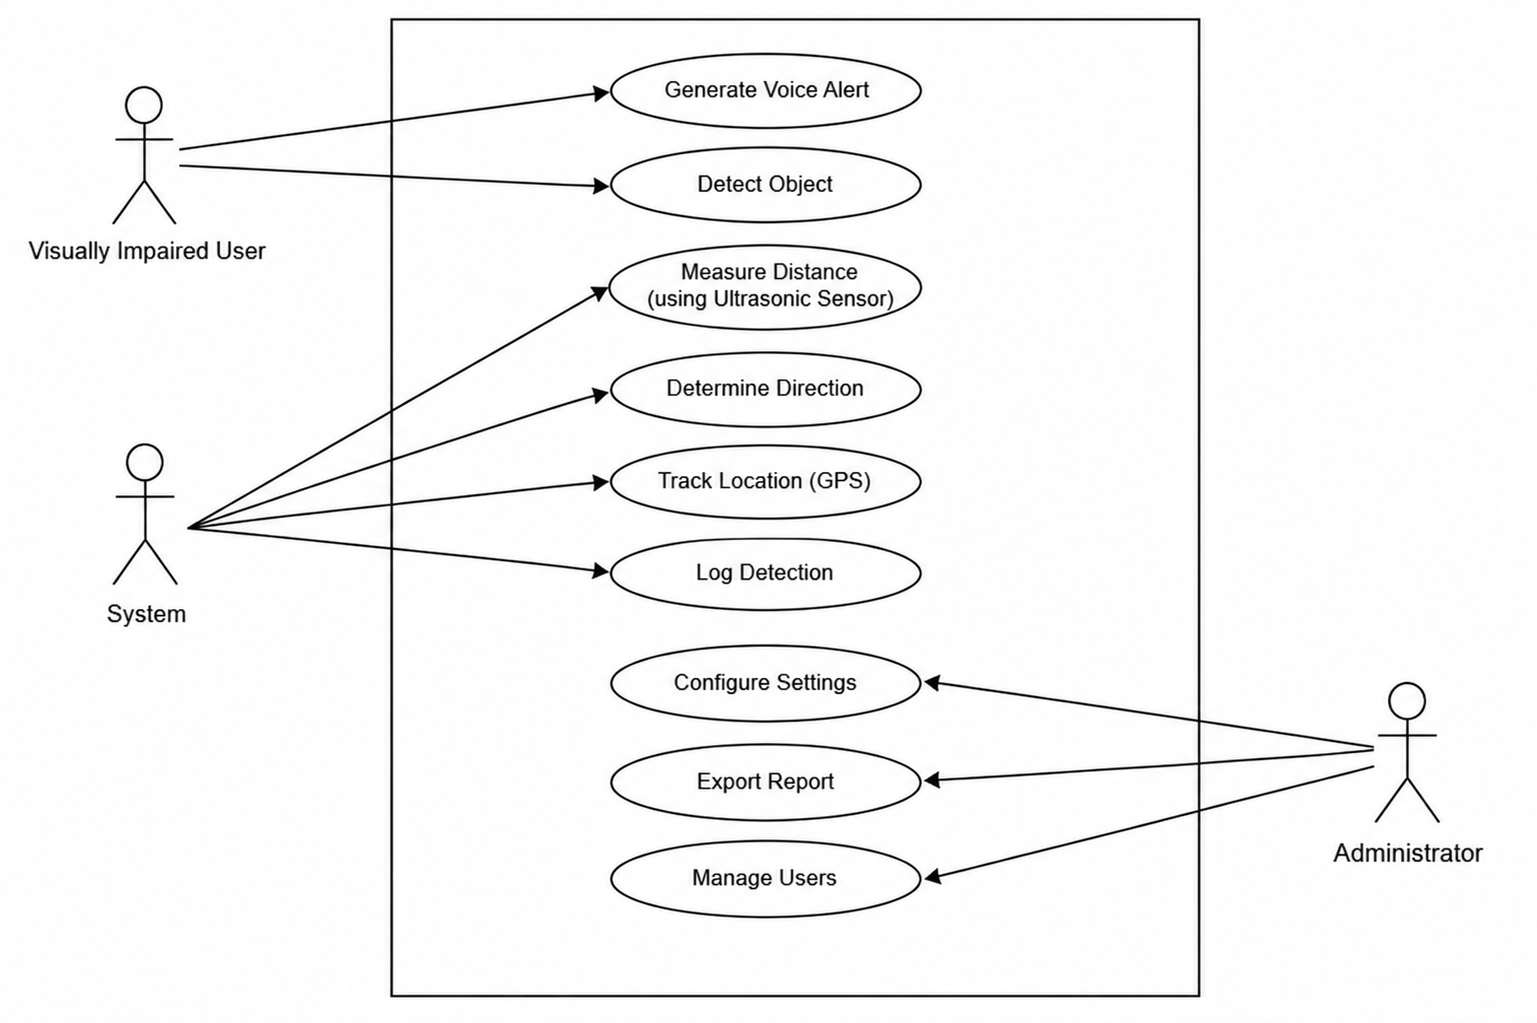 Generate Voice Alert
Detect Object
Visually Impaired User
Measure Distance
(using Ultrasonic Sensor)
Determine Direction
Track Location (GPS)
Log Detection
System
Configure Settings
Export Report
Manage Users
Administrator